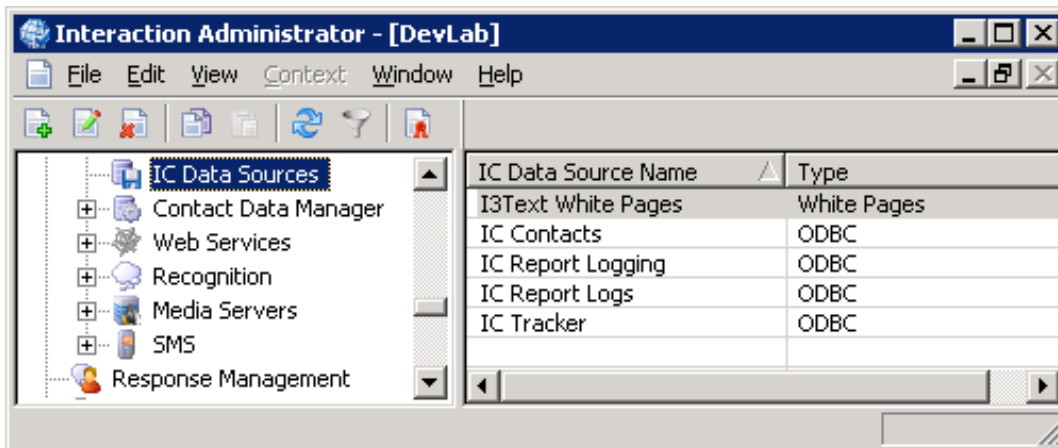 Interaction Administrator - [DevLab]
File Edit View Context Window Help
IC Data Sources
Contact Data Manager
Web Services
Recognition
Media Servers
SMS
Response Management
IC Data Source Name Type
I3Text White Pages White Pages
IC Contacts ODBC
IC Report Logging ODBC
IC Report Logs ODBC
IC Tracker ODBC